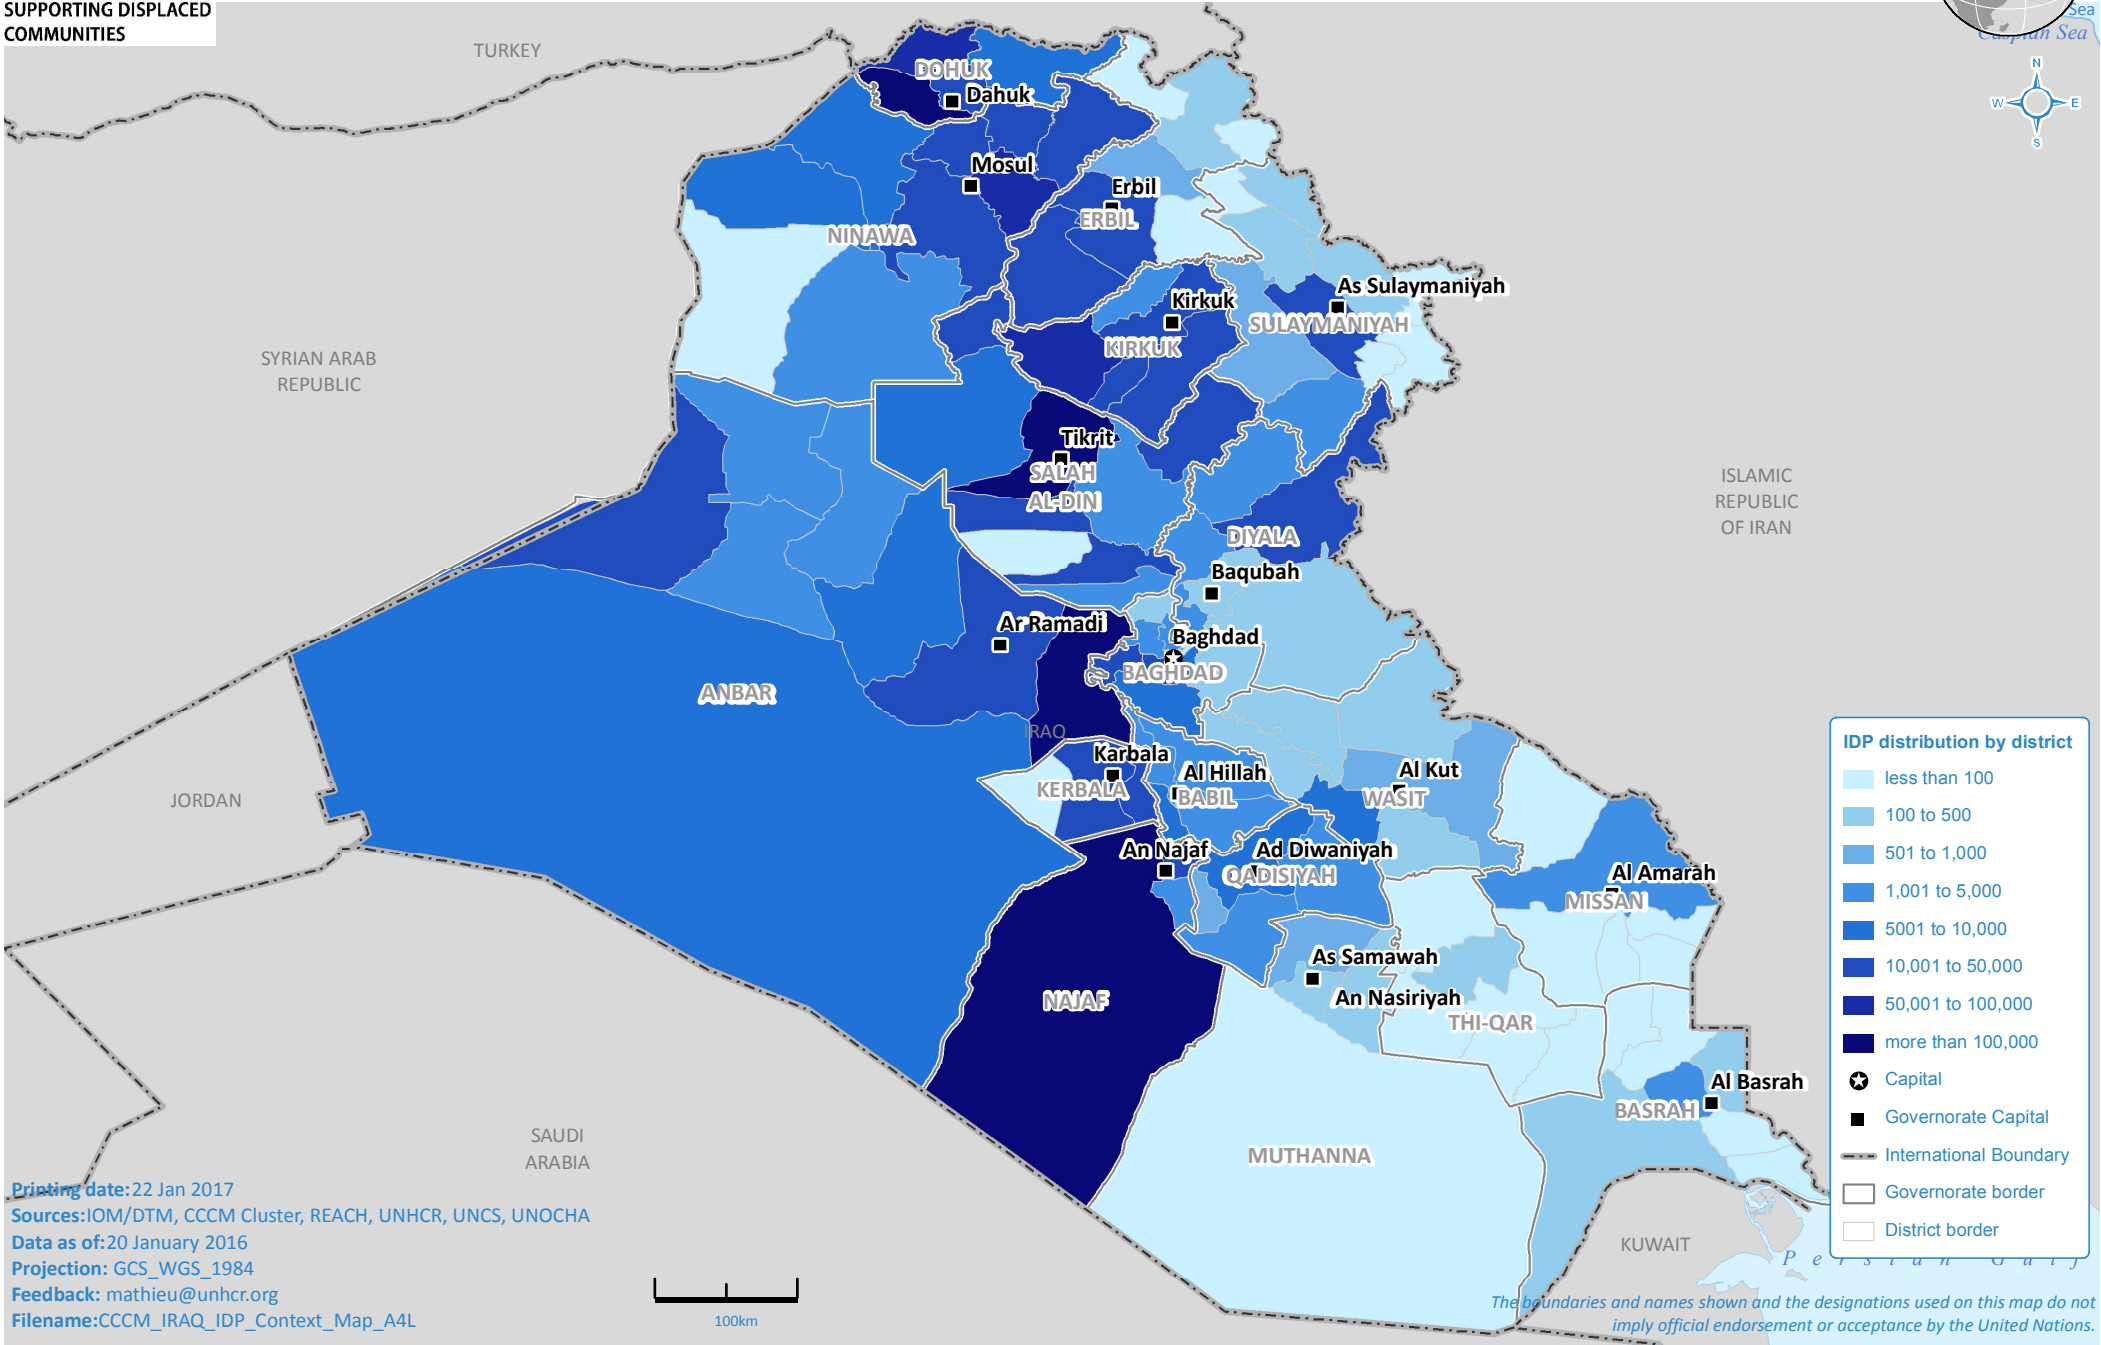 SUPPORTING DISPLACED
COMMUNITIES
Sea
Caspian Sea
N
W
E
S
TURKEY
DOHUK
Dahuk
Mosul
Erbil
ERBIL
NINAWA
As Sulaymaniyah
Kirkuk
SULAYMANIYAH
KIRKUK
SYRIAN ARAB
REPUBLIC
Tikrit
SALAH
AL-DIN
ISLAMIC
REPUBLIC
OF IRAN
DIYALA
Baqubah
Ar Ramadi
Baghdad
BAGHDAD
ANBAR
IRAQ
Karbala
KERBALA
Al Hillah
BABIL
Al Kut
WASIT
JORDAN
An Najaf
Ad Diwaniyah
QADISIYAH
Al Amarah
MISSAN
As Samawah
An Nasiriyah
NAJAF
THI-QAR
Al Basrah
BASRAH
SAUDI
ARABIA
MUTHANNA
KUWAIT
Persian Gulf
IDP distribution by district
less than 100
100 to 500
501 to 1,000
1,001 to 5,000
5001 to 10,000
10,001 to 50,000
50,001 to 100,000
more than 100,000
Capital
Governorate Capital
International Boundary
Governorate border
District border
Printing date:22 Jan 2017
Sources:IOM/DTM, CCCM Cluster, REACH, UNHCR, UNCS, UNOCHA
Data as of:20 January 2016
Projection: GCS_WGS_1984
Feedback: mathieu@unhcr.org
Filename:CCCM_IRAQ_IDP_Context_Map_A4L
100km
The boundaries and names shown and the designations used on this map do not
imply official endorsement or acceptance by the United Nations.